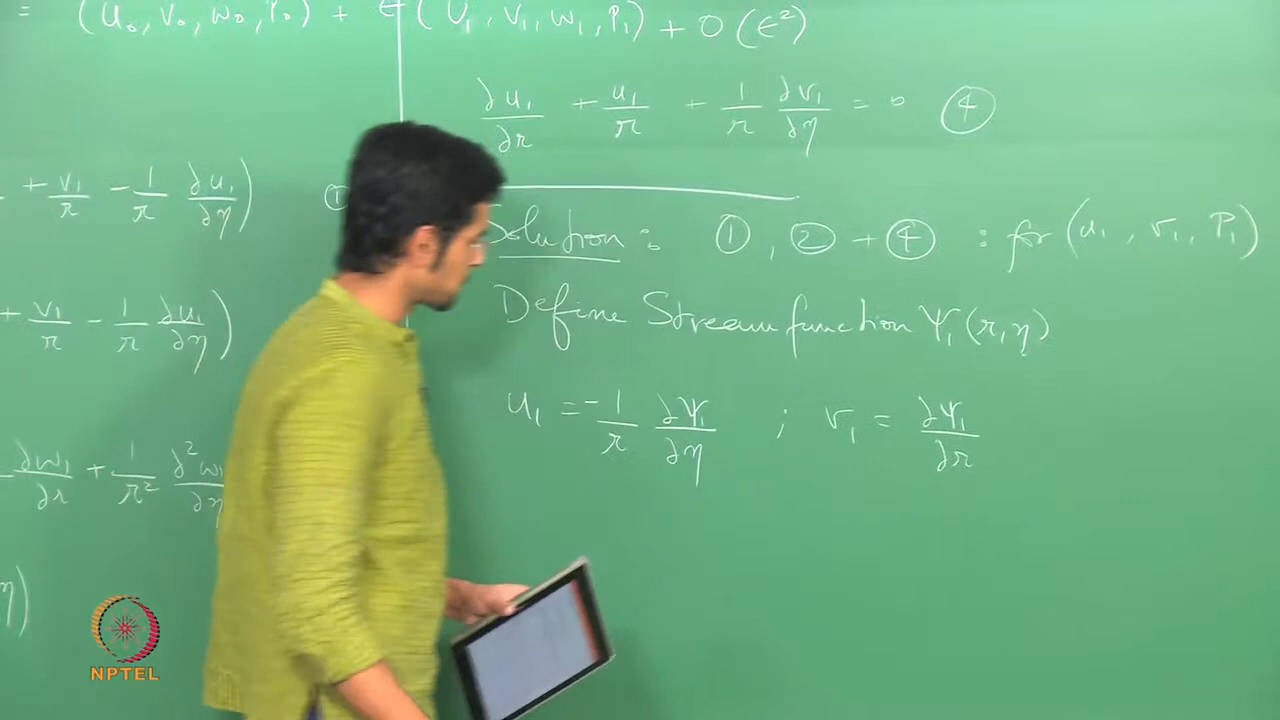 = (u₀, v₀, w₀, P₀) + ϵ(u₁, v₁, w₁, P₁) + O(ϵ²)
∂u₁/∂r + u₁/r + 1/r ∂v₁/∂η = 0 ④
+ v₁/r - 1/r ∂u₁/∂η) ①
Solution : ①, ② + ④ : for (u₁, v₁, P₁)
+ v₁/r - 1/r ∂u₁/∂η)
Define Streamfunction Ψ₁(r, η)
u₁ = -1/r ∂Ψ₁/∂η ; v₁ = ∂Ψ₁/∂r
∂w₁/∂r + 1/r² ∂²w₁/∂η
η)
NPTEL